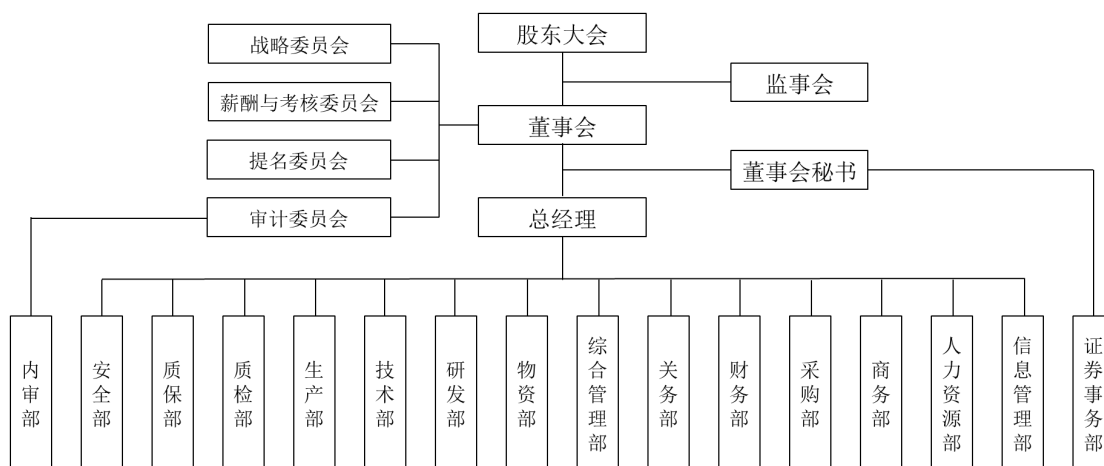 股东大会
战略委员会
监事会
薪酬与考核委员会
董事会
提名委员会
董事会秘书
审计委员会
总经理
内审部
安全部
质保部
质检部
生产部
技术部
研发部
物资部
综合管理部
关务部
财务部
采购部
商务部
人力资源部
信息管理部
证券事务部